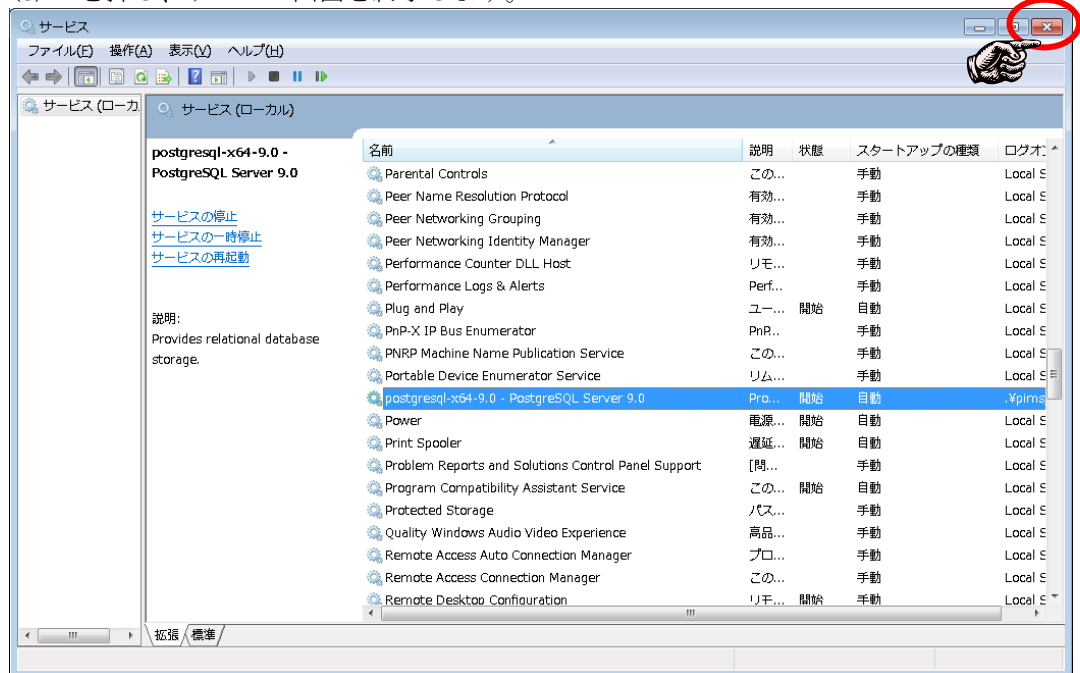 サービス
ファイル(F) 操作(A) 表示(V) ヘルプ(H)
サービス (ローカ
サービス (ローカル)
postgresql-x64-9.0 -
PostgreSQL Server 9.0
サービスの停止
サービスの一時停止
サービスの再起動
説明:
Provides relational database
storage.
名前 説明 状態 スタートアップの種類 ログオン
Parental Controls この... 手動 Local S
Peer Name Resolution Protocol 有効... 手動 Local S
Peer Networking Grouping 有効... 手動 Local S
Peer Networking Identity Manager 有効... 手動 Local S
Performance Counter DLL Host リモ... 手動 Local S
Performance Logs & Alerts Perf... 手動 Local S
Plug and Play ユー... 開始 自動 Local S
PnP-X IP Bus Enumerator PnP... 手動 Local S
PNRP Machine Name Publication Service この... 手動 Local S
Portable Device Enumerator Service リム... 手動 Local S
postgresql-x64-9.0 - PostgreSQL Server 9.0 Pro... 開始 自動 .¥pims
Power 電源... 開始 自動 Local S
Print Spooler 遅延... 開始 自動 Local S
Problem Reports and Solutions Control Panel Support [問... 手動 Local S
Program Compatibility Assistant Service この... 開始 自動 Local S
Protected Storage パス... 手動 Local S
Quality Windows Audio Video Experience 高品... 手動 Local S
Remote Access Auto Connection Manager プロ... 手動 Local S
Remote Access Connection Manager この... 手動 Local S
Remote Desktop Configuration リモ... 開始 手動 Local S
拡張 標準